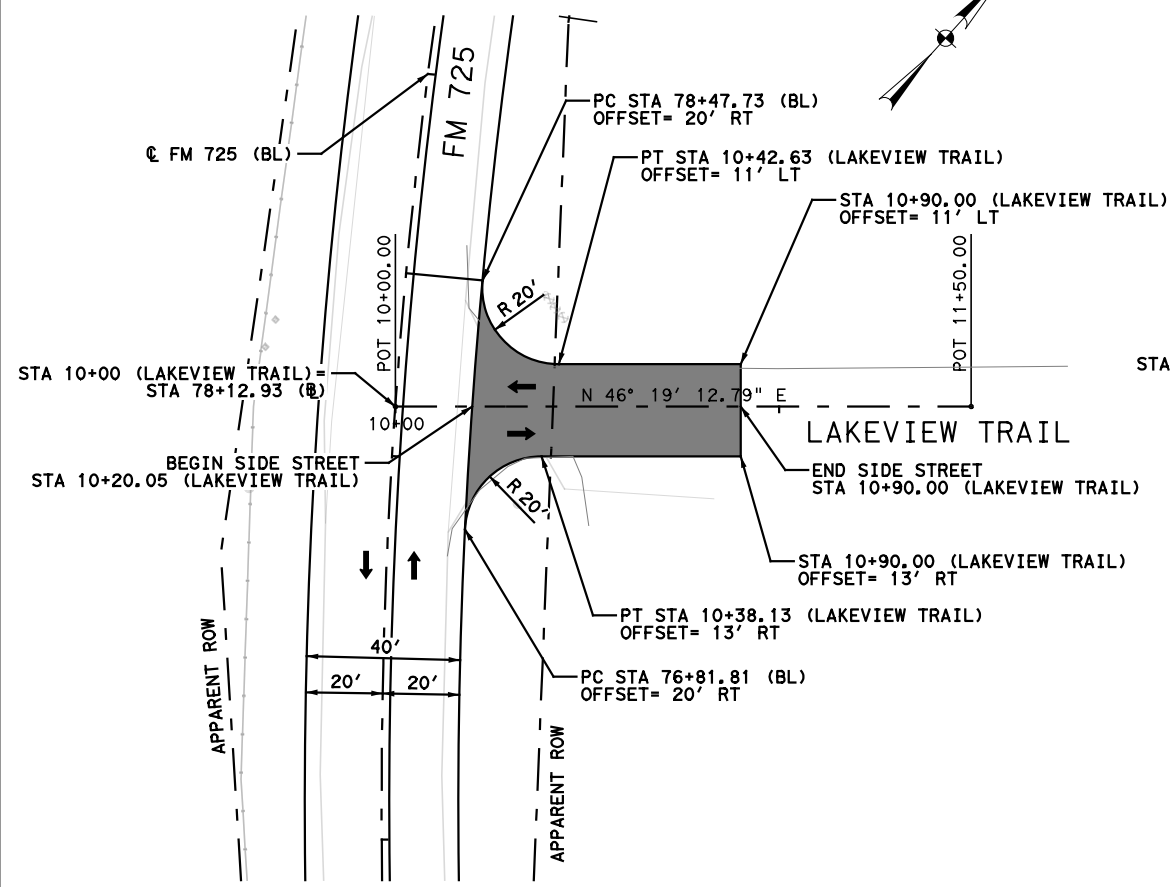 FM 725
PC STA 78+47.73 (BL)
OFFSET= 20' RT
℄ FM 725 (BL)
PT STA 10+42.63 (LAKEVIEW TRAIL)
OFFSET= 11' LT
STA 10+90.00 (LAKEVIEW TRAIL)
OFFSET= 11' LT
POT 10+00.00
POT 11+50.00
R 20'
STA 10+00 (LAKEVIEW TRAIL)=
STA 78+12.93 (℄)
STA
N 46° 19' 12.79" E
10+00
LAKEVIEW TRAIL
BEGIN SIDE STREET
STA 10+20.05 (LAKEVIEW TRAIL)
END SIDE STREET
STA 10+90.00 (LAKEVIEW TRAIL)
R 20'
STA 10+90.00 (LAKEVIEW TRAIL)
OFFSET= 13' RT
PT STA 10+38.13 (LAKEVIEW TRAIL)
OFFSET= 13' RT
40'
20'
20'
PC STA 76+81.81 (BL)
OFFSET= 20' RT
APPARENT ROW
APPARENT ROW